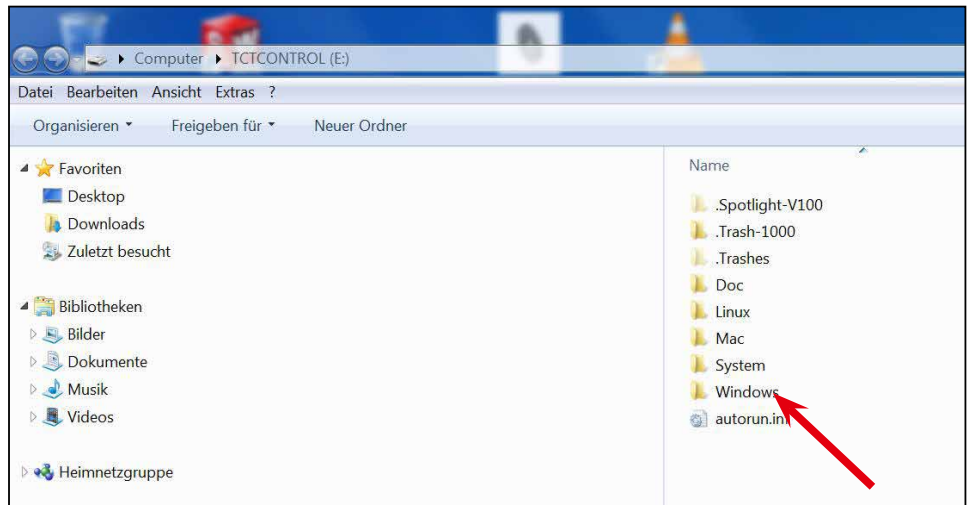 Computer ▸ TCTCONTROL (E:)
Datei Bearbeiten Ansicht Extras ?
Organisieren Freigeben für Neuer Ordner
Favoriten
Desktop
Downloads
Zuletzt besucht
Bibliotheken
Bilder
Dokumente
Musik
Videos
Heimnetzgruppe
Name
.Spotlight-V100
.Trash-1000
.Trashes
Doc
Linux
Mac
System
Windows
autorun.inf